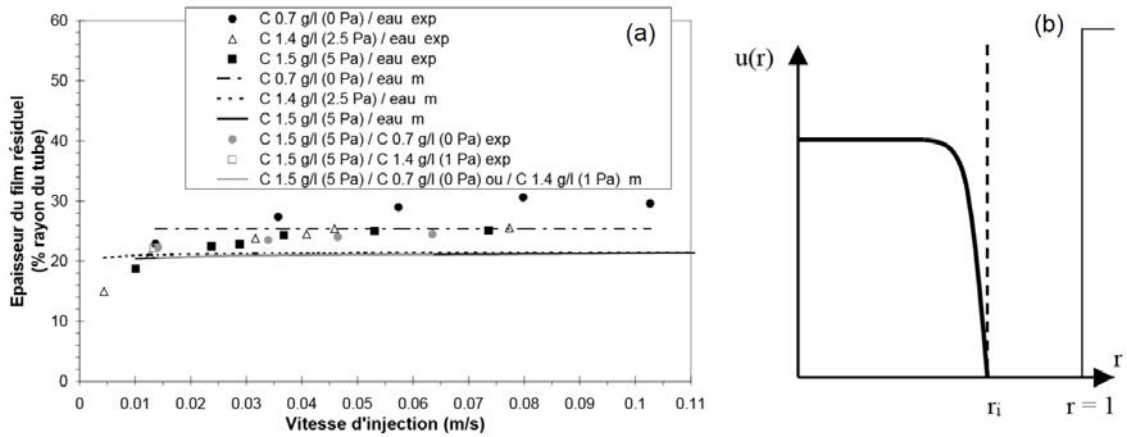 60
50
40
30
20
10
0
Epaisseur du film résiduel
(% rayon du tube)
C 0.7 g/l (0 Pa) / eau exp
C 1.4 g/l (2.5 Pa) / eau exp
C 1.5 g/l (5 Pa) / eau exp
C 0.7 g/l (0 Pa) / eau m
C 1.4 g/l (2.5 Pa) / eau m
C 1.5 g/l (5 Pa) / eau m
C 1.5 g/l (5 Pa) / C 0.7 g/l (0 Pa) exp
C 1.5 g/l (5 Pa) / C 1.4 g/l (1 Pa) exp
C 1.5 g/l (5 Pa) / C 0.7 g/l (0 Pa) ou / C 1.4 g/l (1 Pa) m
(a)
0 0.01 0.02 0.03 0.04 0.05 0.06 0.07 0.08 0.09 0.1 0.11
Vitesse d'injection (m/s)
(b)
u(r)
r
ri
r = 1